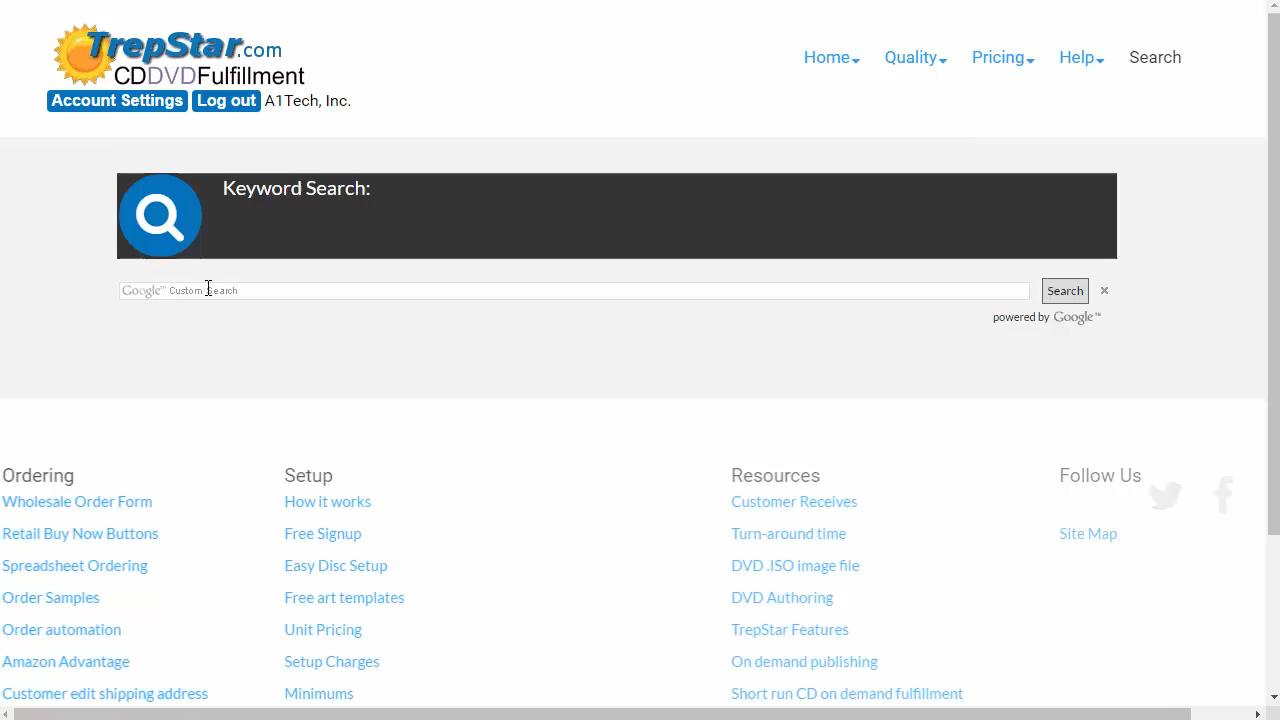 TrepStar.com
CDDVDFulfillment
Account Settings Log out A1Tech, Inc.
Home Quality Pricing Help Search
Keyword Search:
Google™ Custom Search
Search ×
powered by Google™
Ordering
Wholesale Order Form
Retail Buy Now Buttons
Spreadsheet Ordering
Order Samples
Order automation
Amazon Advantage
Customer edit shipping address
Setup
How it works
Free Signup
Easy Disc Setup
Free art templates
Unit Pricing
Setup Charges
Minimums
Resources
Customer Receives
Turn-around time
DVD .ISO image file
DVD Authoring
TrepStar Features
On demand publishing
Short run CD on demand fulfillment
Follow Us
Site Map